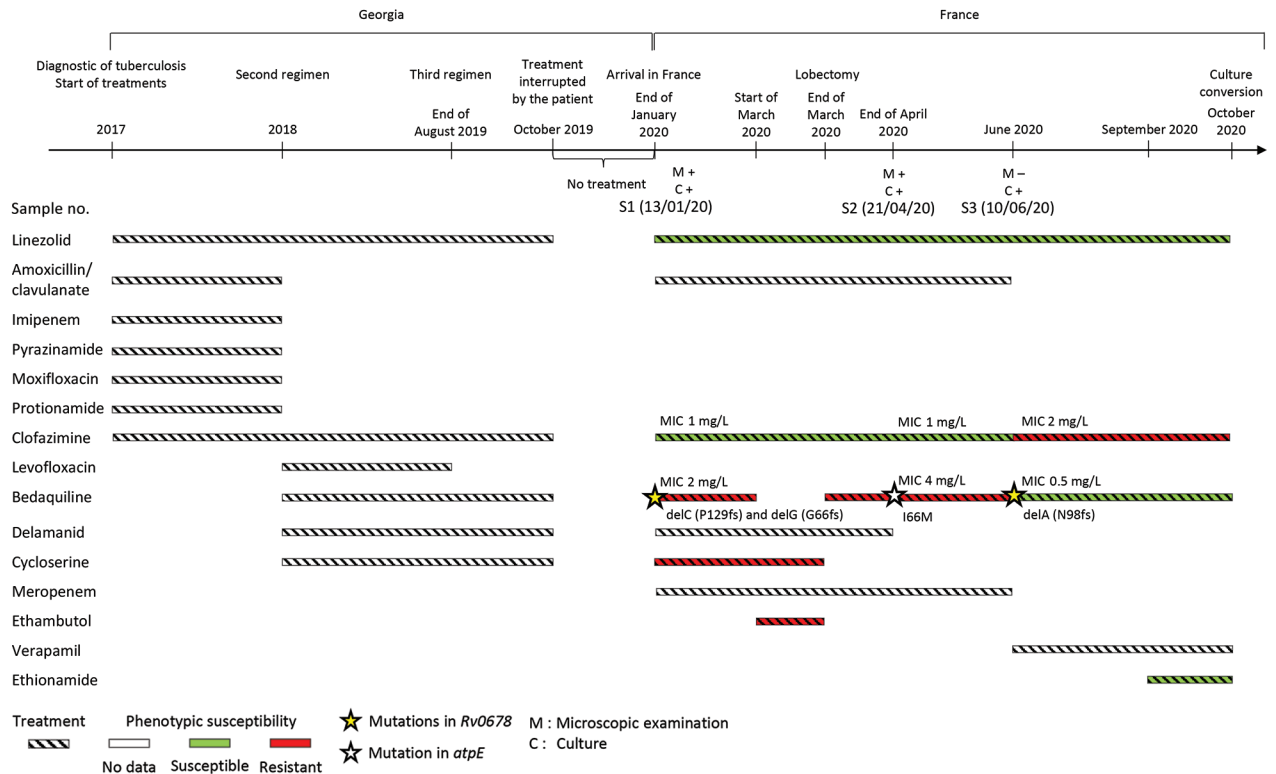 Georgia
France
Diagnostic of tuberculosis
Start of treatments
2017
Second regimen
2018
Third regimen
End of
August 2019
Treatment
interrupted
by the patient
October 2019
Arrival in France
End of
January
2020
Start of
March
2020
Lobectomy
End of
March
2020
End of April
2020
June 2020
September 2020
Culture
conversion
October
2020
No treatment
M +
C +
S1 (13/01/20)
M +
C +
S2 (21/04/20)
M –
C +
S3 (10/06/20)
Sample no.
Linezolid
Amoxicillin/
clavulanate
Imipenem
Pyrazinamide
Moxifloxacin
Protionamide
MIC 1 mg/L
MIC 1 mg/L
MIC 2 mg/L
Clofazimine
Levofloxacin
MIC 2 mg/L
MIC 4 mg/L
MIC 0.5 mg/L
Bedaquiline
delC (P129fs) and delG (G66fs)
I66M
delA (N98fs)
Delamanid
Cycloserine
Meropenem
Ethambutol
Verapamil
Ethionamide
Treatment
Phenotypic susceptibility
No data
Susceptible
Resistant
Mutations in Rv0678
Mutation in atpE
M : Microscopic examination
C : Culture